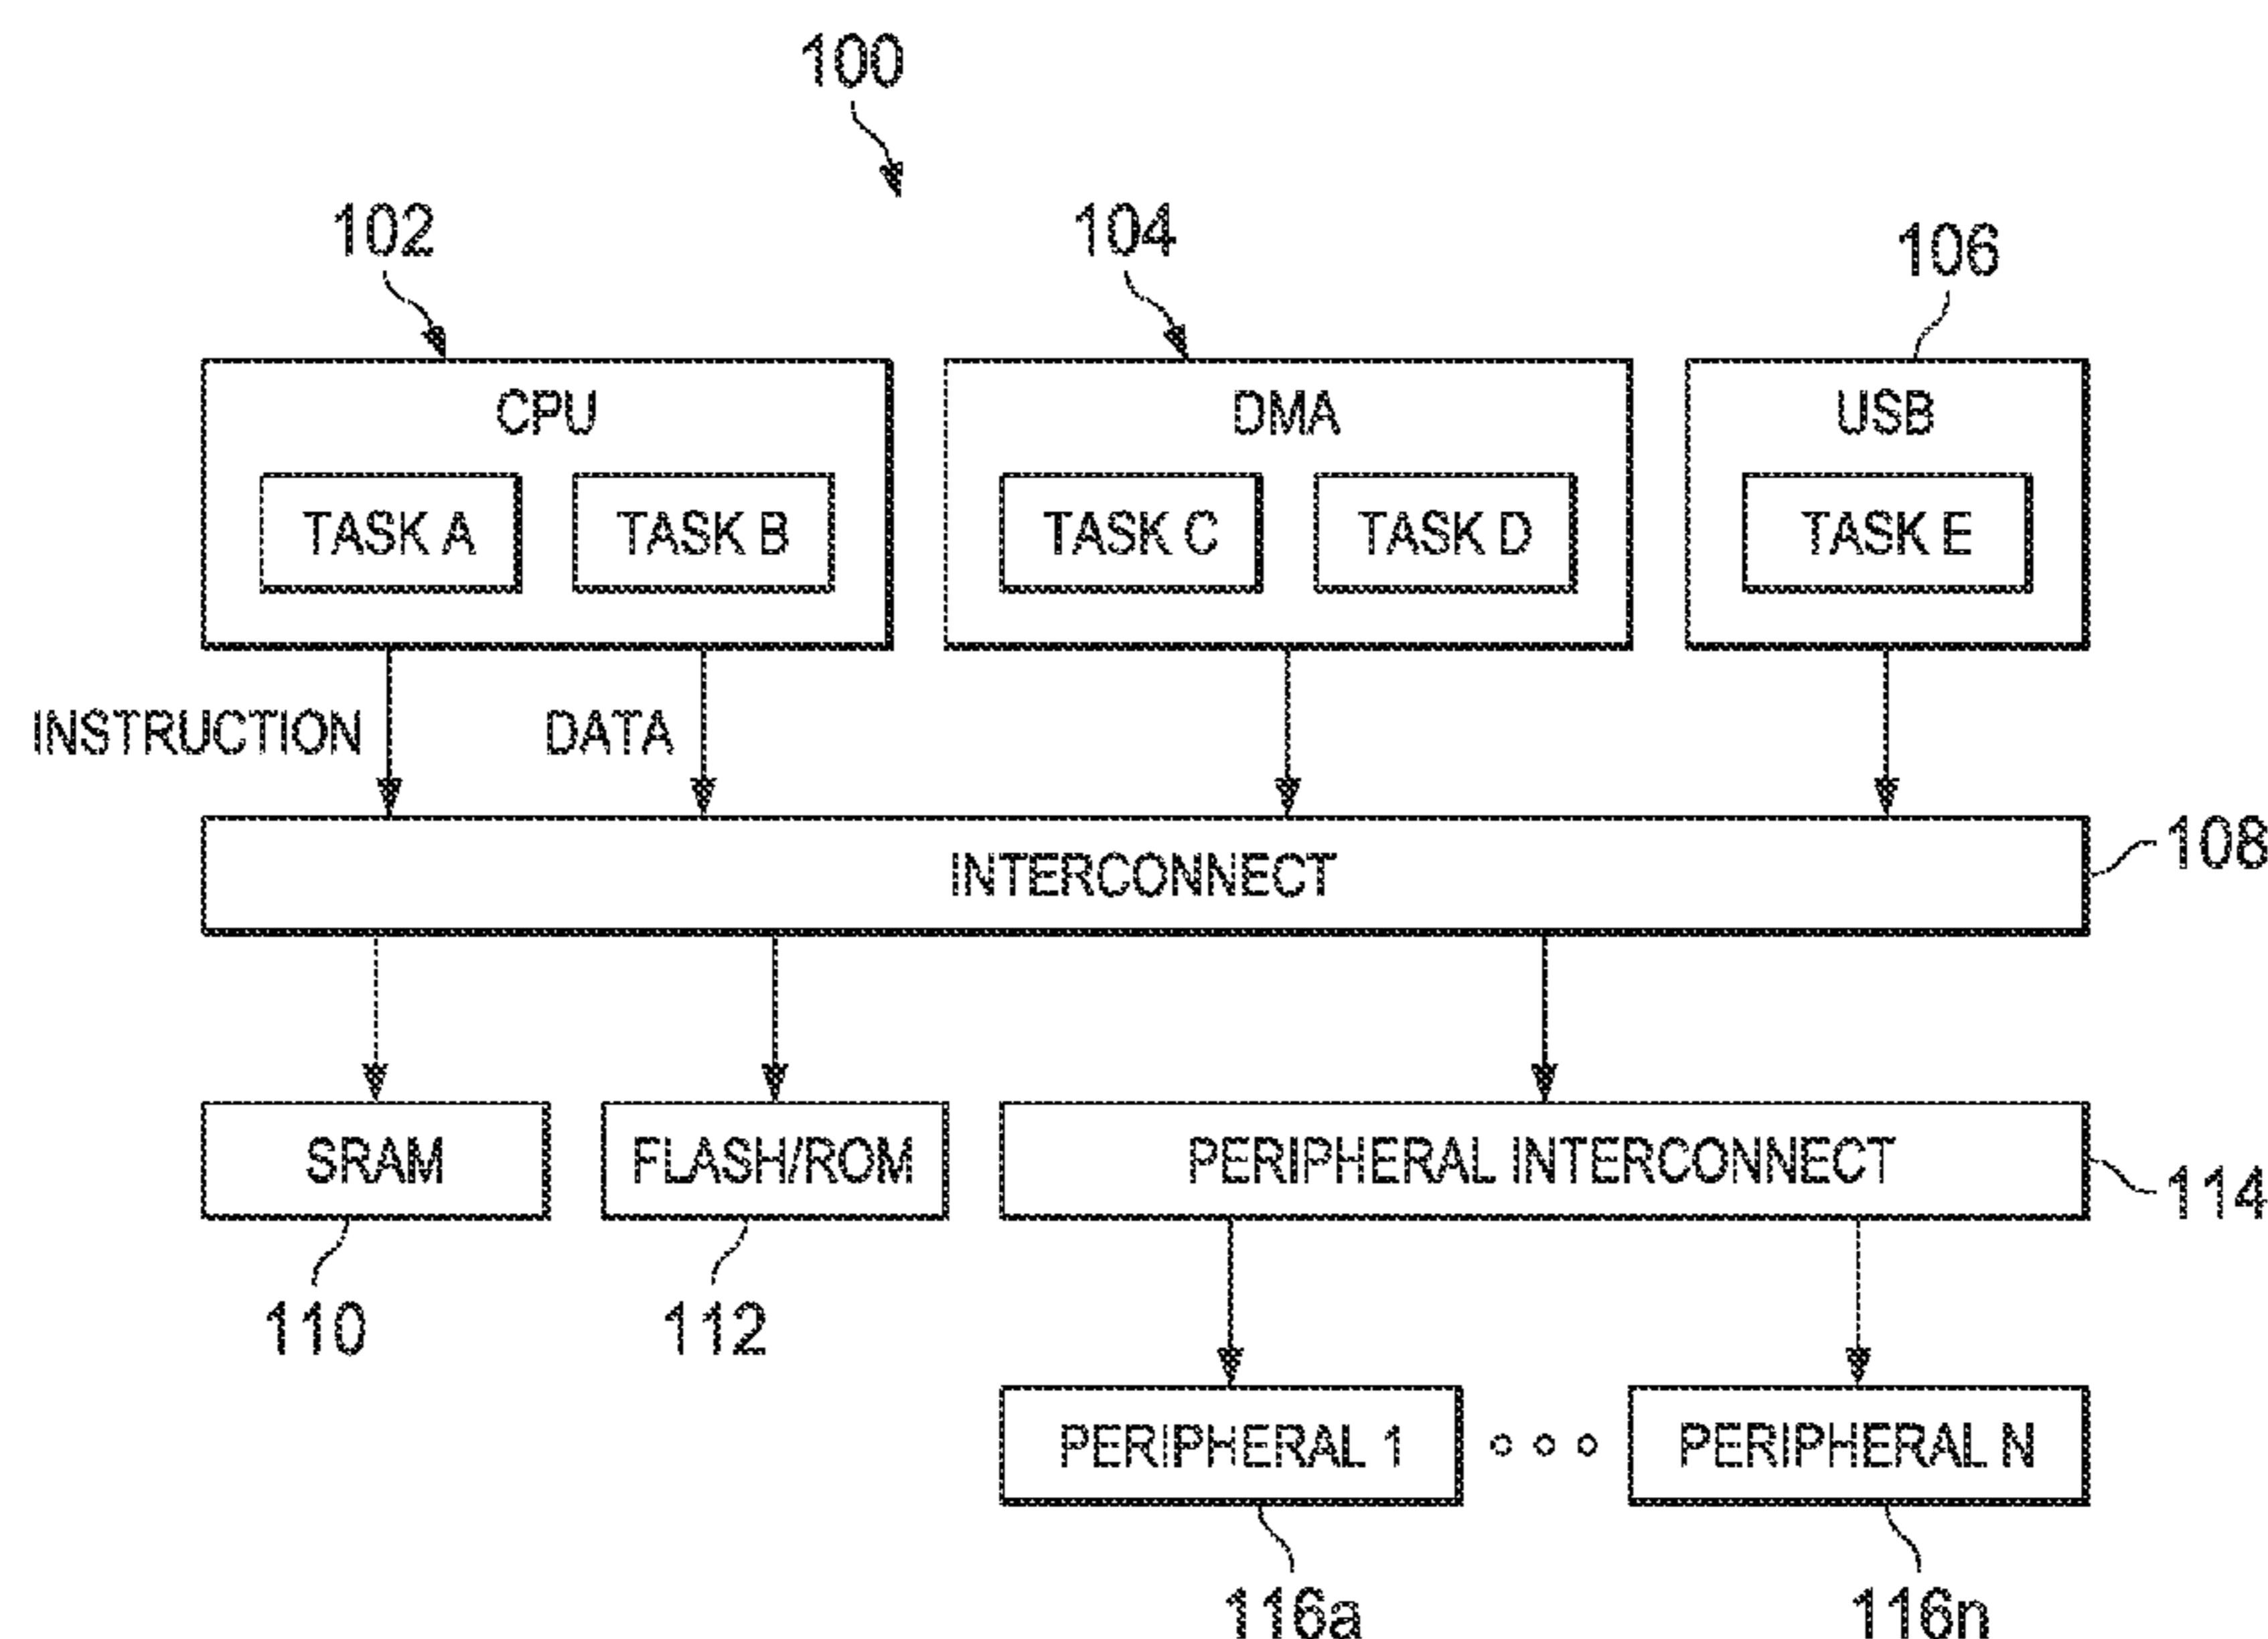 100
102
104
106
CPU
DMA
USB
TASK A
TASK B
TASK C
TASK D
TASK E
INSTRUCTION
DATA
INTERCONNECT
108
SRAM
FLASH/ROM
PERIPHERAL INTERCONNECT
114
110
112
PERIPHERAL 1
PERIPHERAL N
116a
116n